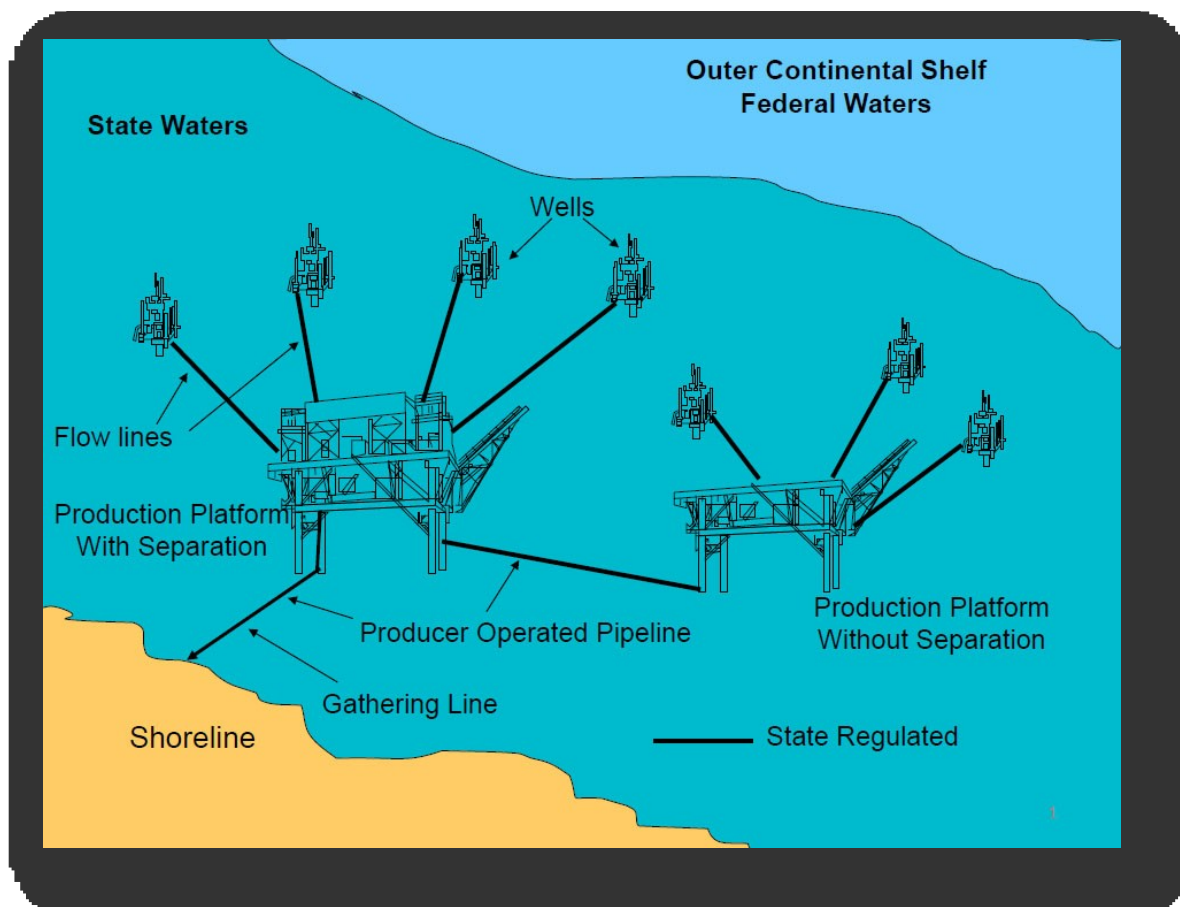 Outer Continental Shelf
Federal Waters
State Waters
Wells
Flow lines
Production Platform
With Separation
Production Platform
Without Separation
Producer Operated Pipeline
Gathering Line
Shoreline
State Regulated
1